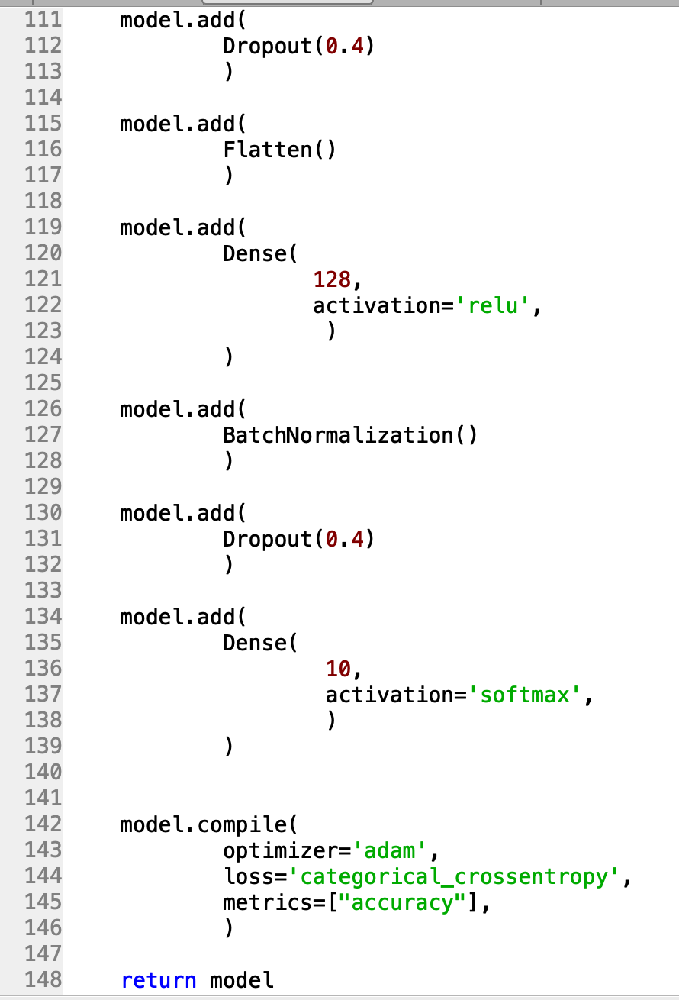 111 model.add(
112 Dropout(0.4)
113 )
114
115 model.add(
116 Flatten()
117 )
118
119 model.add(
120 Dense(
121 128,
122 activation='relu',
123 )
124 )
125
126 model.add(
127 BatchNormalization()
128 )
129
130 model.add(
131 Dropout(0.4)
132 )
133
134 model.add(
135 Dense(
136 10,
137 activation='softmax',
138 )
139 )
140
141
142 model.compile(
143 optimizer='adam',
144 loss='categorical_crossentropy',
145 metrics=["accuracy"],
146 )
147
148 return model